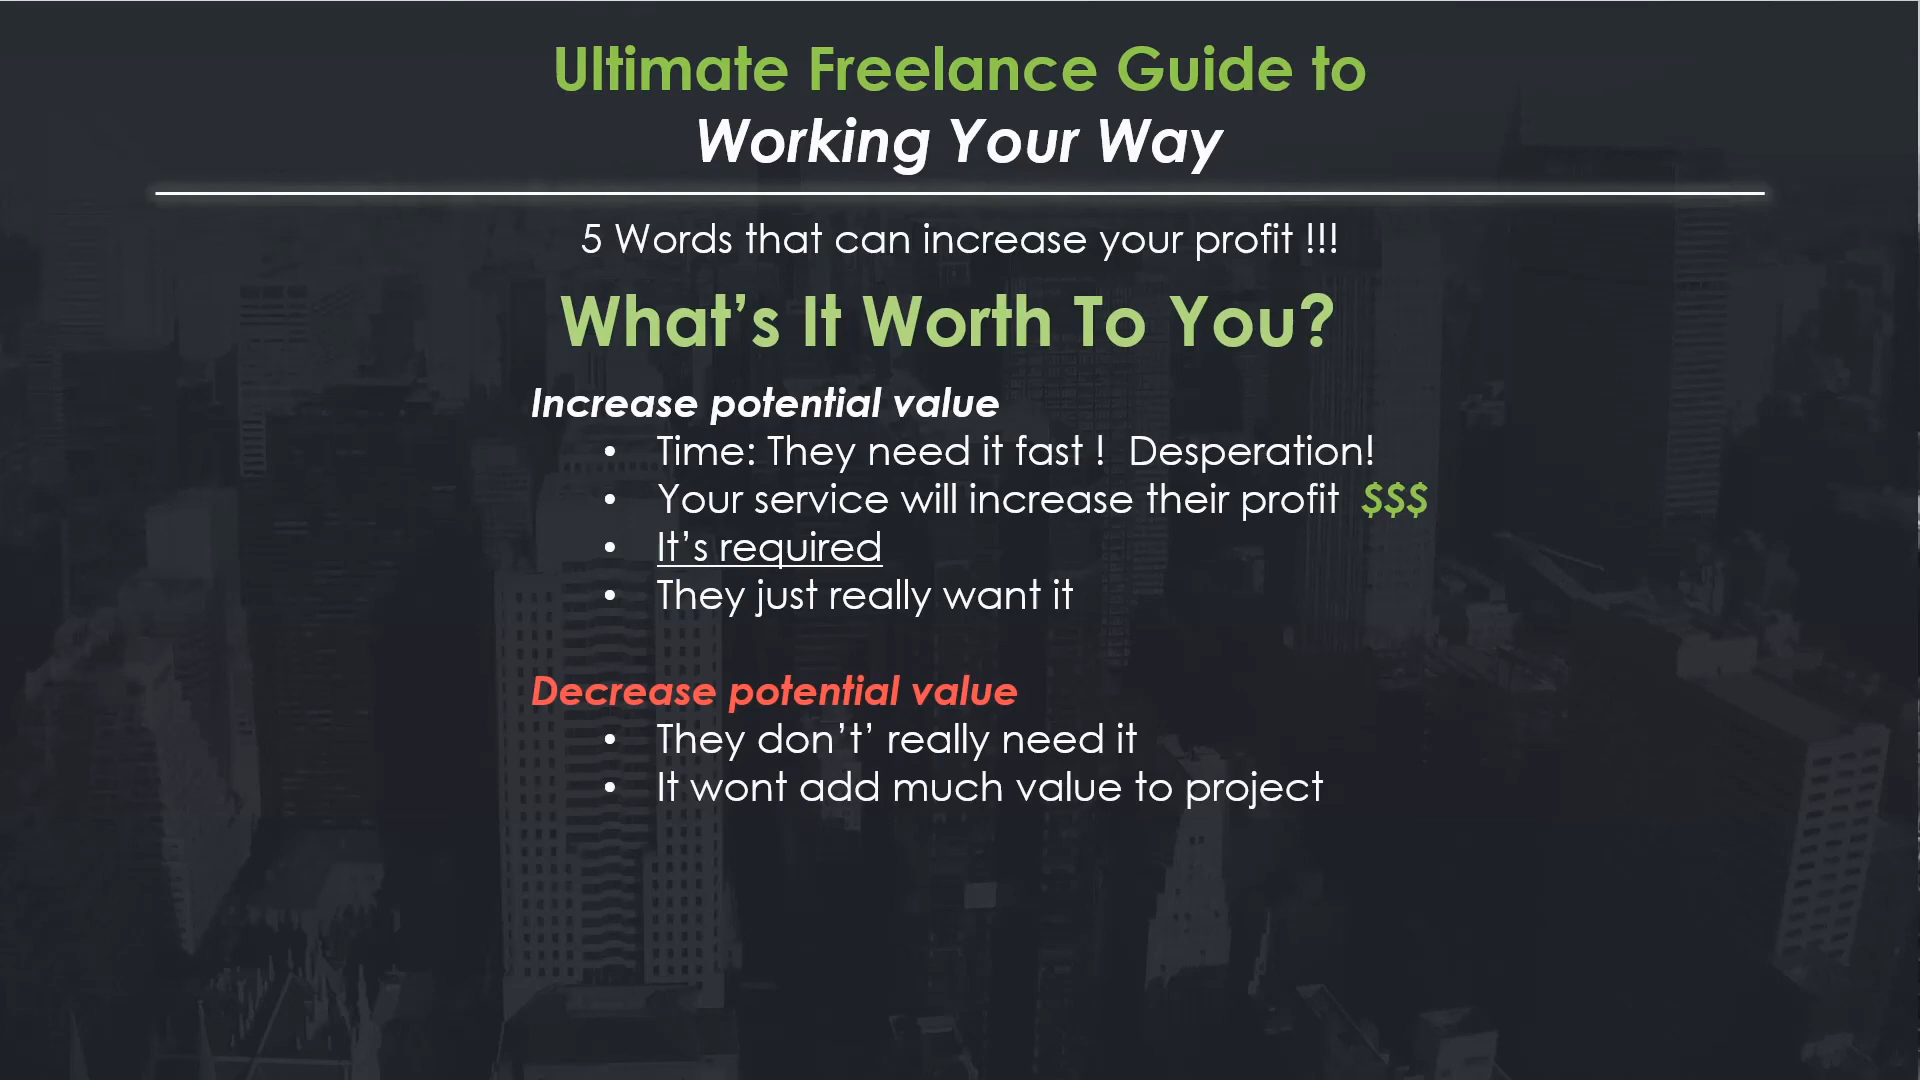 Ultimate Freelance Guide to
Working Your Way
5 Words that can increase your profit !!!
What’s It Worth To You?
Increase potential value
• Time: They need it fast !  Desperation!
• Your service will increase their profit  $$$
• It’s required
• They just really want it
Decrease potential value
• They don’t’ really need it
• It wont add much value to project